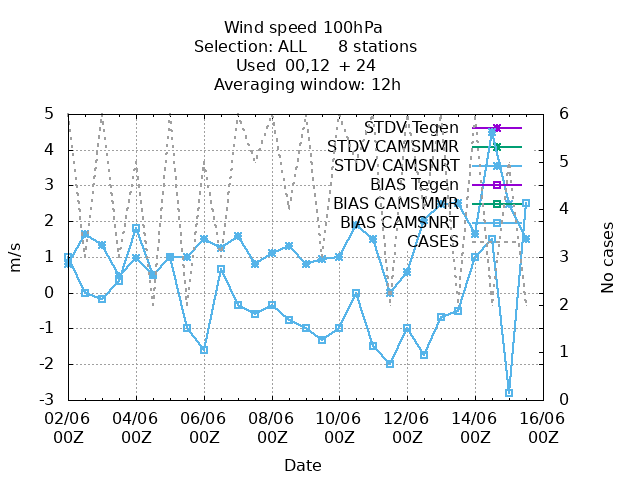 Wind speed 100hPa
Selection: ALL 8 stations
Used 00,12 + 24
Averaging window: 12h
STDV Tegen
STDV CAMSMMR
STDV CAMSNRT
BIAS Tegen
BIAS CAMSMMR
BIAS CAMSNRT
CASES
5
4
3
2
1
0
-1
-2
-3
m/s
6
5
4
3
2
1
0
No cases
02/06 04/06 06/06 08/06 10/06 12/06 14/06 16/06
00Z 00Z 00Z 00Z 00Z 00Z 00Z 00Z
Date